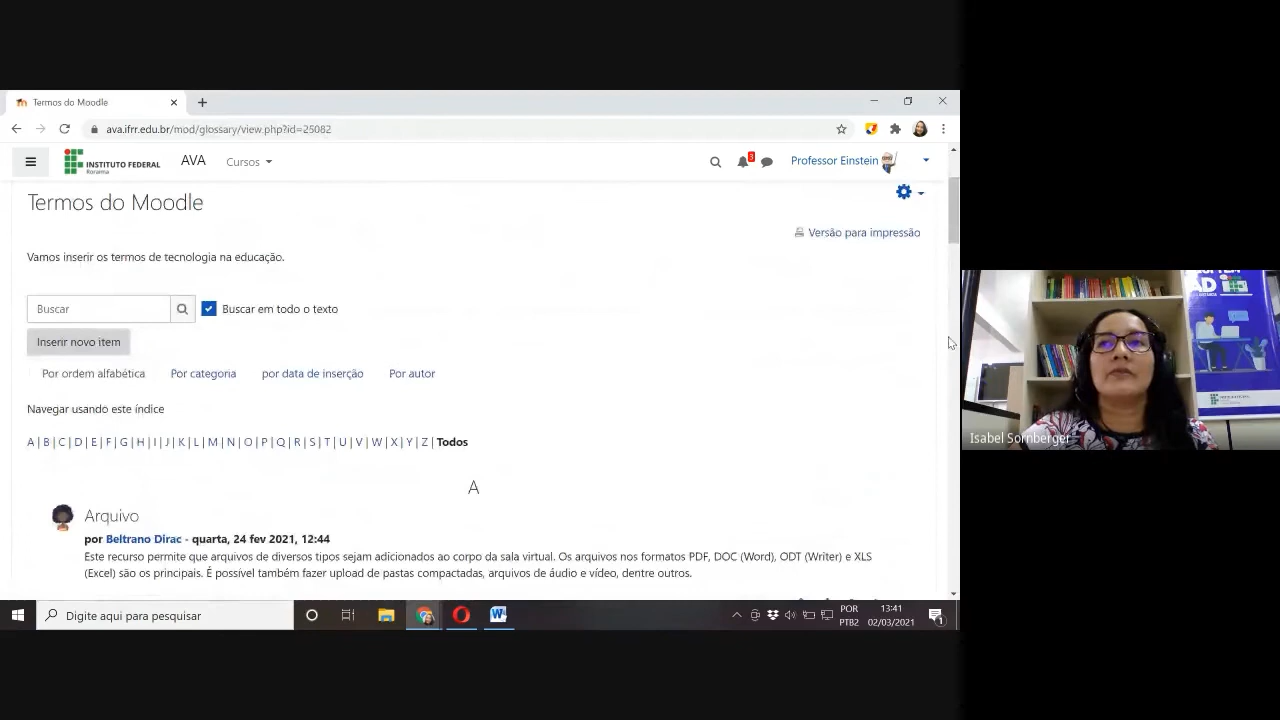 Termos do Moodle
ava.ifrr.edu.br/mod/glossary/view.php?id=25082
INSTITUTO FEDERAL
Roraima
AVA
Cursos
3
Professor Einstein
Termos do Moodle
Versão para impressão
Vamos inserir os termos de tecnologia na educação.
Buscar
Buscar em todo o texto
Inserir novo item
Por ordem alfabética
Por categoria
por data de inserção
Por autor
Navegar usando este índice
A | B | C | D | E | F | G | H | I | J | K | L | M | N | O | P | Q | R | S | T | U | V | W | X | Y | Z | Todos
A
Arquivo
por Beltrano Dirac - quarta, 24 fev 2021, 12:44
Este recurso permite que arquivos de diversos tipos sejam adicionados ao corpo da sala virtual. Os arquivos nos formatos PDF, DOC (Word), ODT (Writer) e XLS
(Excel) são os principais. É possível também fazer upload de pastas compactadas, arquivos de áudio e vídeo, dentre outros.
Digite aqui para pesquisar
POR
PTB2
13:41
02/03/2021
1
AD
Isabel Sornberger